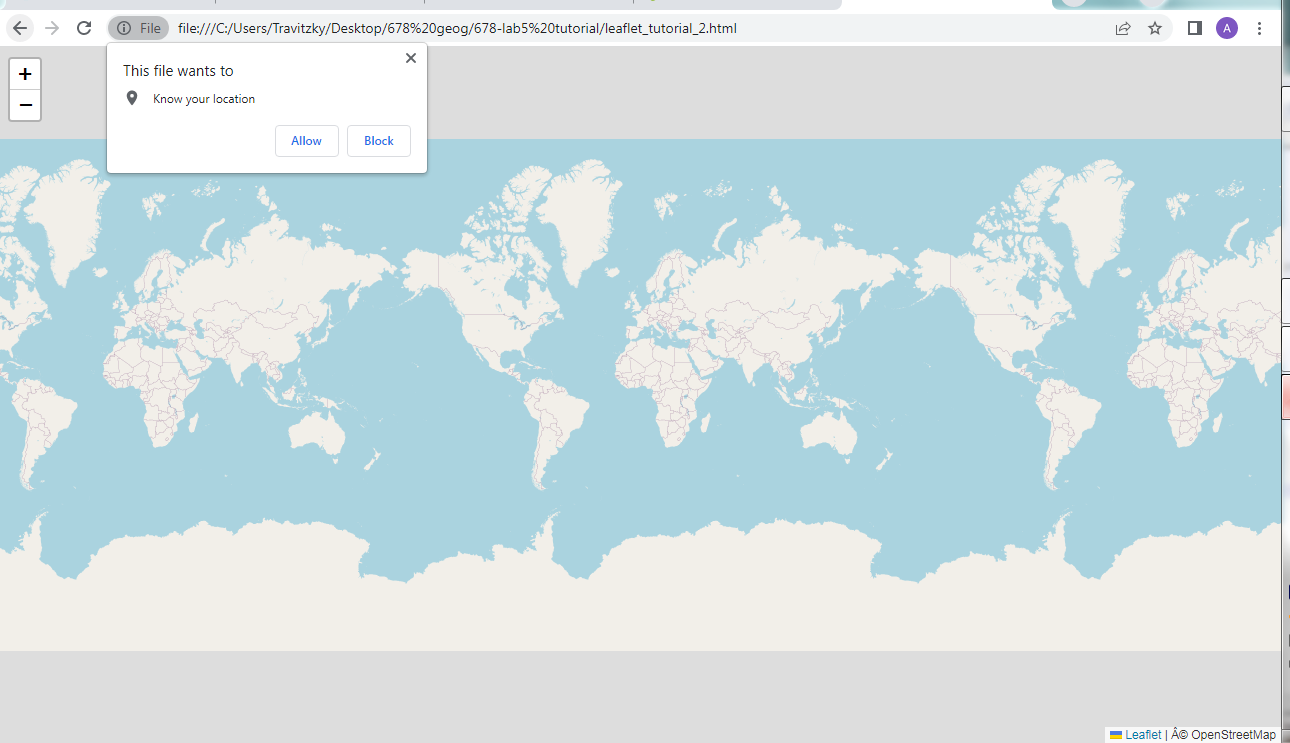 File
file:///C:/Users/Travitzky/Desktop/678%20geog/678-lab5%20tutorial/leaflet_tutorial_2.html
A
+
−
This file wants to
Know your location
Allow
Block
Leaflet | Â© OpenStreetMap